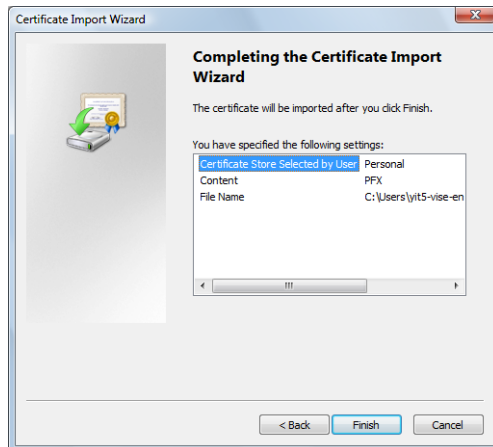 Certificate Import Wizard
Completing the Certificate Import
Wizard
The certificate will be imported after you click Finish.
You have specified the following settings:
Certificate Store Selected by User Personal
Content PFX
File Name C:\Users\yit5-vise-en
< Back Finish Cancel